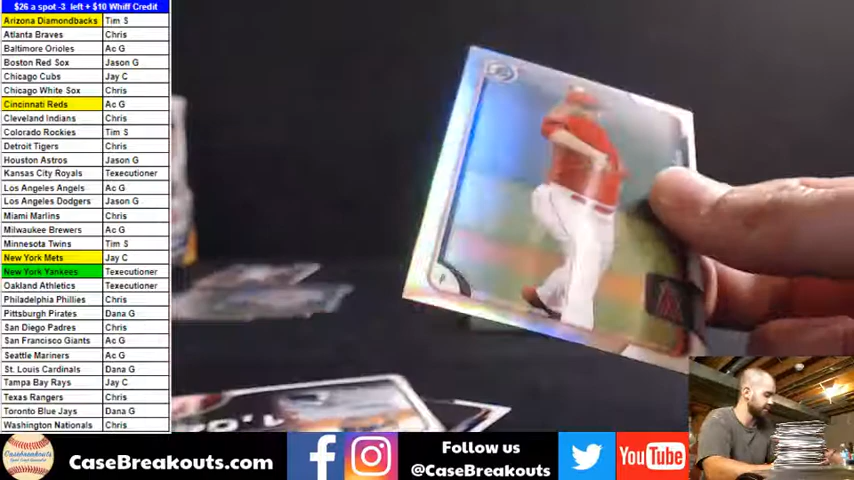 $26 a spot -3 left + $10 Whiff Credit
Arizona Diamondbacks Tim S
Atlanta Braves Chris
Baltimore Orioles Ac G
Boston Red Sox Jason G
Chicago Cubs Jay C
Chicago White Sox Chris
Cincinnati Reds Ac G
Cleveland Indians Chris
Colorado Rockies Tim S
Detroit Tigers Chris
Houston Astros Jason G
Kansas City Royals Texecutioner
Los Angeles Angels Ac G
Los Angeles Dodgers Jason G
Miami Marlins Chris
Milwaukee Brewers Ac G
Minnesota Twins Tim S
New York Mets Jay C
New York Yankees Texecutioner
Oakland Athletics Texecutioner
Philadelphia Phillies Chris
Pittsburgh Pirates Dana G
San Diego Padres Chris
San Francisco Giants Ac G
Seattle Mariners Ac G
St. Louis Cardinals Dana G
Tampa Bay Rays Jay C
Texas Rangers Chris
Toronto Blue Jays Dana G
Washington Nationals Chris
CaseBreakouts.com
Follow us
@CaseBreakouts
YouTube